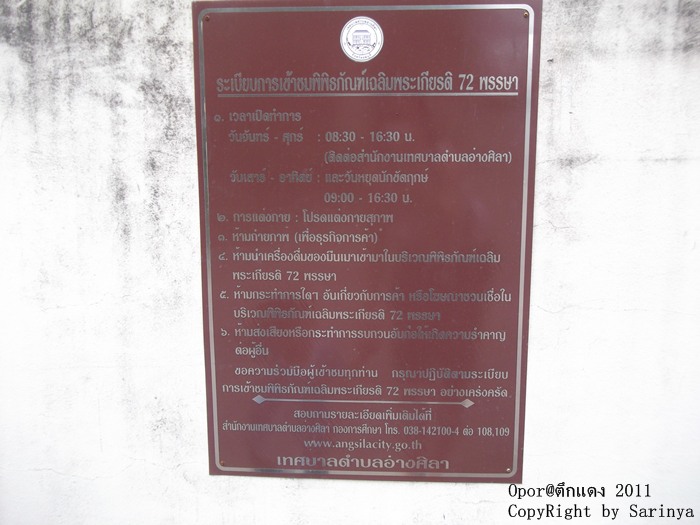 ระเบียบการเข้าชมพิพิธภัณฑ์เฉลิมพระเกียรติ 72 พรรษา
๑. เวลาเปิดทำการ
วันจันทร์ - ศุกร์ : 08:30 - 16:30 น.
(ติดต่อสำนักงานเทศบาลตำบลอ่างศิลา)
วันเสาร์ - อาทิตย์ : และวันหยุดนักขัตฤกษ์
09:00 - 16:30 น.
๒. การแต่งกาย : โปรดแต่งกายสุภาพ
๓. ห้ามถ่ายภาพ (เพื่อธุรกิจการค้า)
๔. ห้ามนำเครื่องดื่มของมึนเมาเข้ามาในบริเวณพิพิธภัณฑ์เฉลิม
พระเกียรติ 72 พรรษา
๕. ห้ามกระทำการใดๆ อันเกี่ยวกับการค้า หรือโฆษณาชวนเชื่อใน
บริเวณพิพิธภัณฑ์เฉลิมพระเกียรติ 72 พรรษา
๖. ห้ามส่งเสียงหรือกระทำการรบกวนอันก่อให้เกิดความรำคาญ
ต่อผู้อื่น
ขอความร่วมมือผู้เข้าชมทุกท่าน กรุณาปฏิบัติตามระเบียบ
การเข้าชมพิพิธภัณฑ์เฉลิมพระเกียรติ 72 พรรษา อย่างเคร่งครัด
สอบถามรายละเอียดเพิ่มเติมได้ที่
สำนักงานเทศบาลตำบลอ่างศิลา กองการศึกษา โทร. 038-142100-4 ต่อ 108,109
www.angsilacity.go.th
เทศบาลตำบลอ่างศิลา
Opor@ตึกแดง 2011
CopyRight by Sarinya